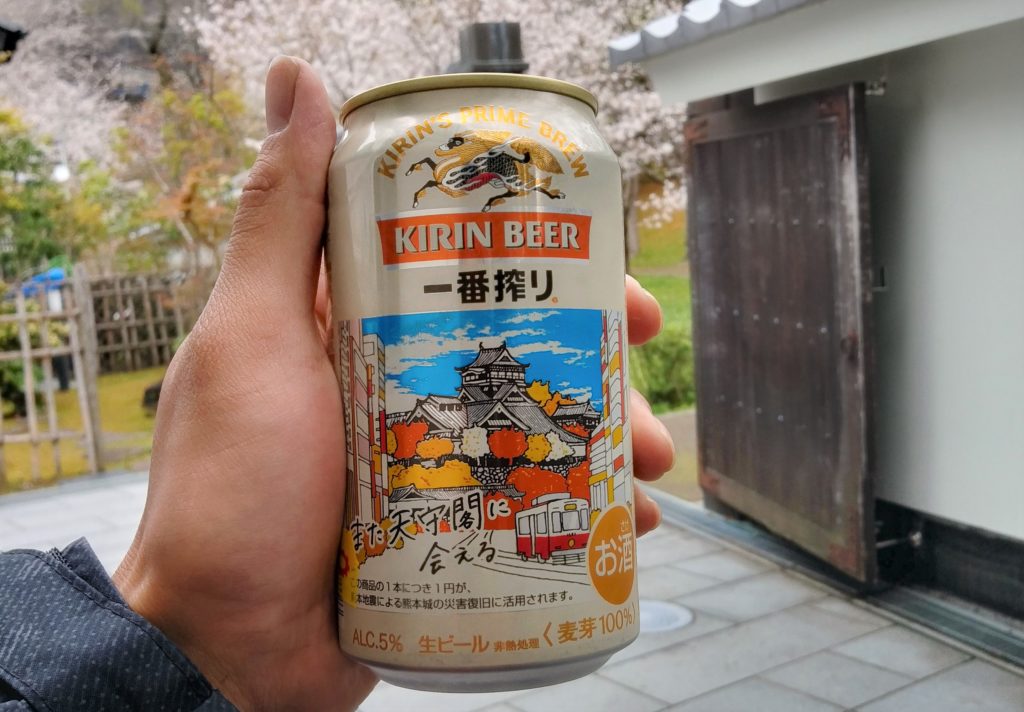 KIRIN'S PRIME BREW
KIRIN BEER
一番搾り®
また天守閣に
会える
さけ
お酒
この商品の1本につき1円が、
熊本地震による熊本城の災害復旧に活用されます。
ALC.5% 生ビール 非熱処理 〈麦芽100%〉